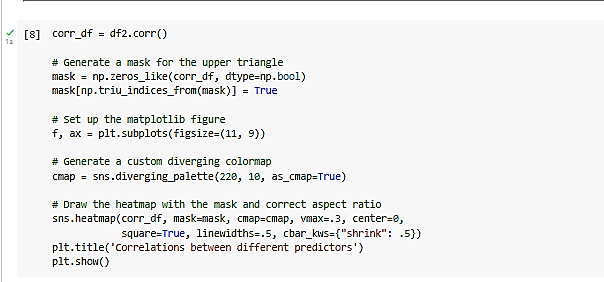 [8] corr_df = df2.corr()
1s
# Generate a mask for the upper triangle
mask = np.zeros_like(corr_df, dtype=np.bool)
mask[np.triu_indices_from(mask)] = True
# Set up the matplotlib figure
f, ax = plt.subplots(figsize=(11, 9))
# Generate a custom diverging colormap
cmap = sns.diverging_palette(220, 10, as_cmap=True)
# Draw the heatmap with the mask and correct aspect ratio
sns.heatmap(corr_df, mask=mask, cmap=cmap, vmax=.3, center=0,
square=True, linewidths=.5, cbar_kws={"shrink": .5})
plt.title('Correlations between different predictors')
plt.show()